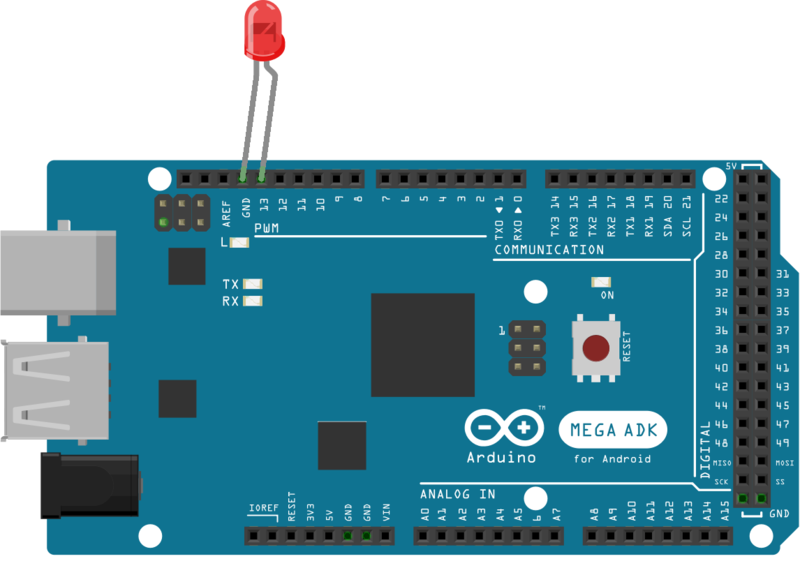 5V
AREF
GND
13
12
11
10
9
8
7
6
5
4
3
2
TX0 ◀ 1
RX0 ▶ 0
TX3 14
RX3 15
TX2 16
RX2 17
TX1 18
RX1 19
SDA 20
SCL 21
PWM
COMMUNICATION
L
TX
RX
ON
1
RESET
22
24
26
28
30 31
32 33
34 35
36 37
38 39
40 41
42 43
44 45
46 47
48 49
MISO MOSI
SCK SS
GND
DIGITAL
TM
Arduino
MEGA ADK
for Android
ANALOG IN
IOREF
RESET
3V3
5V
GND
GND
VIN
A0
A1
A2
A3
A4
A5
6
A7
A8
A9
A10
A11
A12
A13
A14
A15